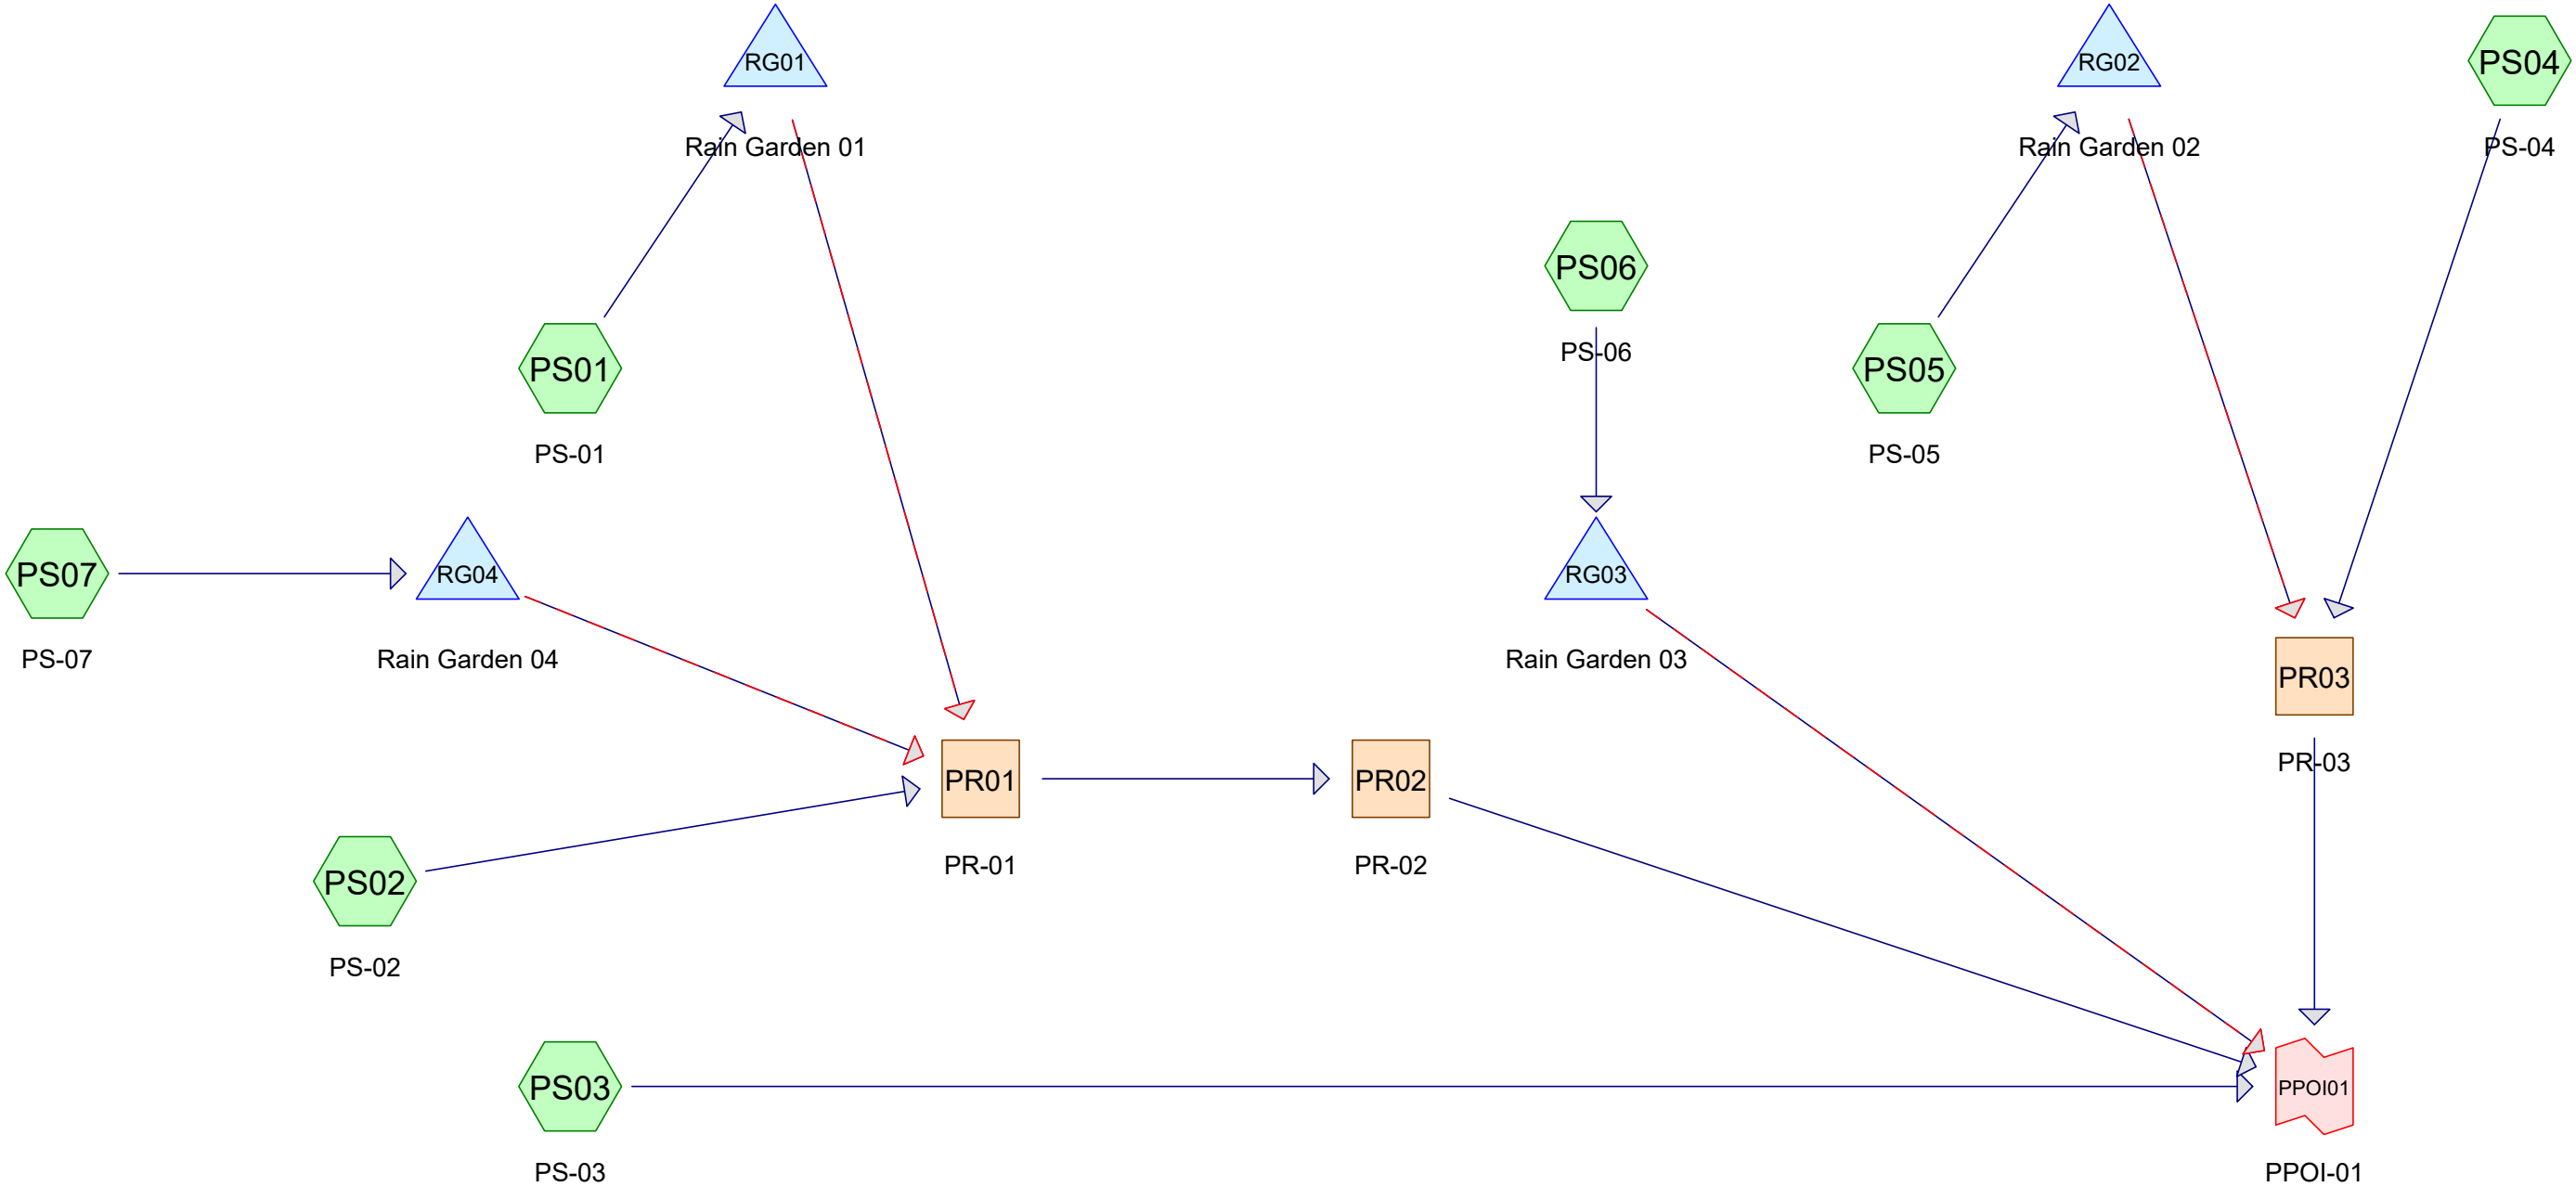 RG01
Rain Garden 01
RG02
Rain Garden 02
PS04
PS-04
PS06
PS-06
PS01
PS-01
PS05
PS-05
PS07
PS-07
RG04
Rain Garden 04
RG03
Rain Garden 03
PR03
PR-03
PR01
PR-01
PR02
PR-02
PS02
PS-02
PS03
PS-03
PPOI01
PPOI-01